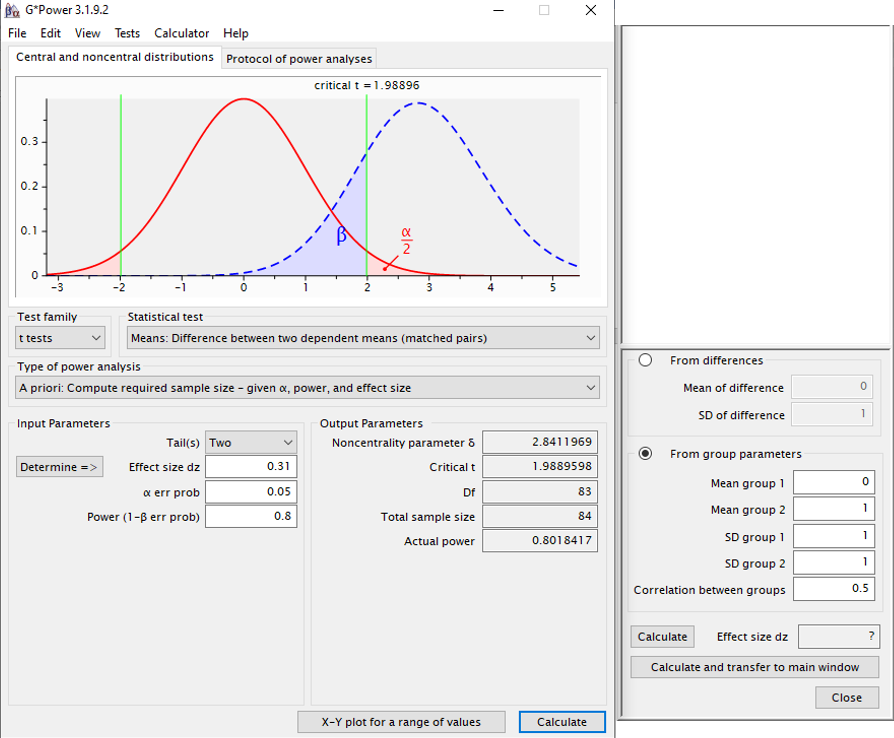 G*Power 3.1.9.2
File Edit View Tests Calculator Help
Central and noncentral distributions Protocol of power analyses
critical t = 1.98896
0.3
0.2
0.1
0
β
α
2
-3 -2 -1 0 1 2 3 4 5
Test family Statistical test
t tests Means: Difference between two dependent means (matched pairs)
Type of power analysis
A priori: Compute required sample size - given α, power, and effect size
Input Parameters Output Parameters
Tail(s) Two Noncentrality parameter δ 2.8411969
Determine => Effect size dz 0.31 Critical t 1.9889598
α err prob 0.05 Df 83
Power (1-β err prob) 0.8 Total sample size 84
Actual power 0.8018417
X-Y plot for a range of values Calculate
From differences
Mean of difference 0
SD of difference 1
From group parameters
Mean group 1 0
Mean group 2 1
SD group 1 1
SD group 2 1
Correlation between groups 0.5
Calculate Effect size dz ?
Calculate and transfer to main window
Close